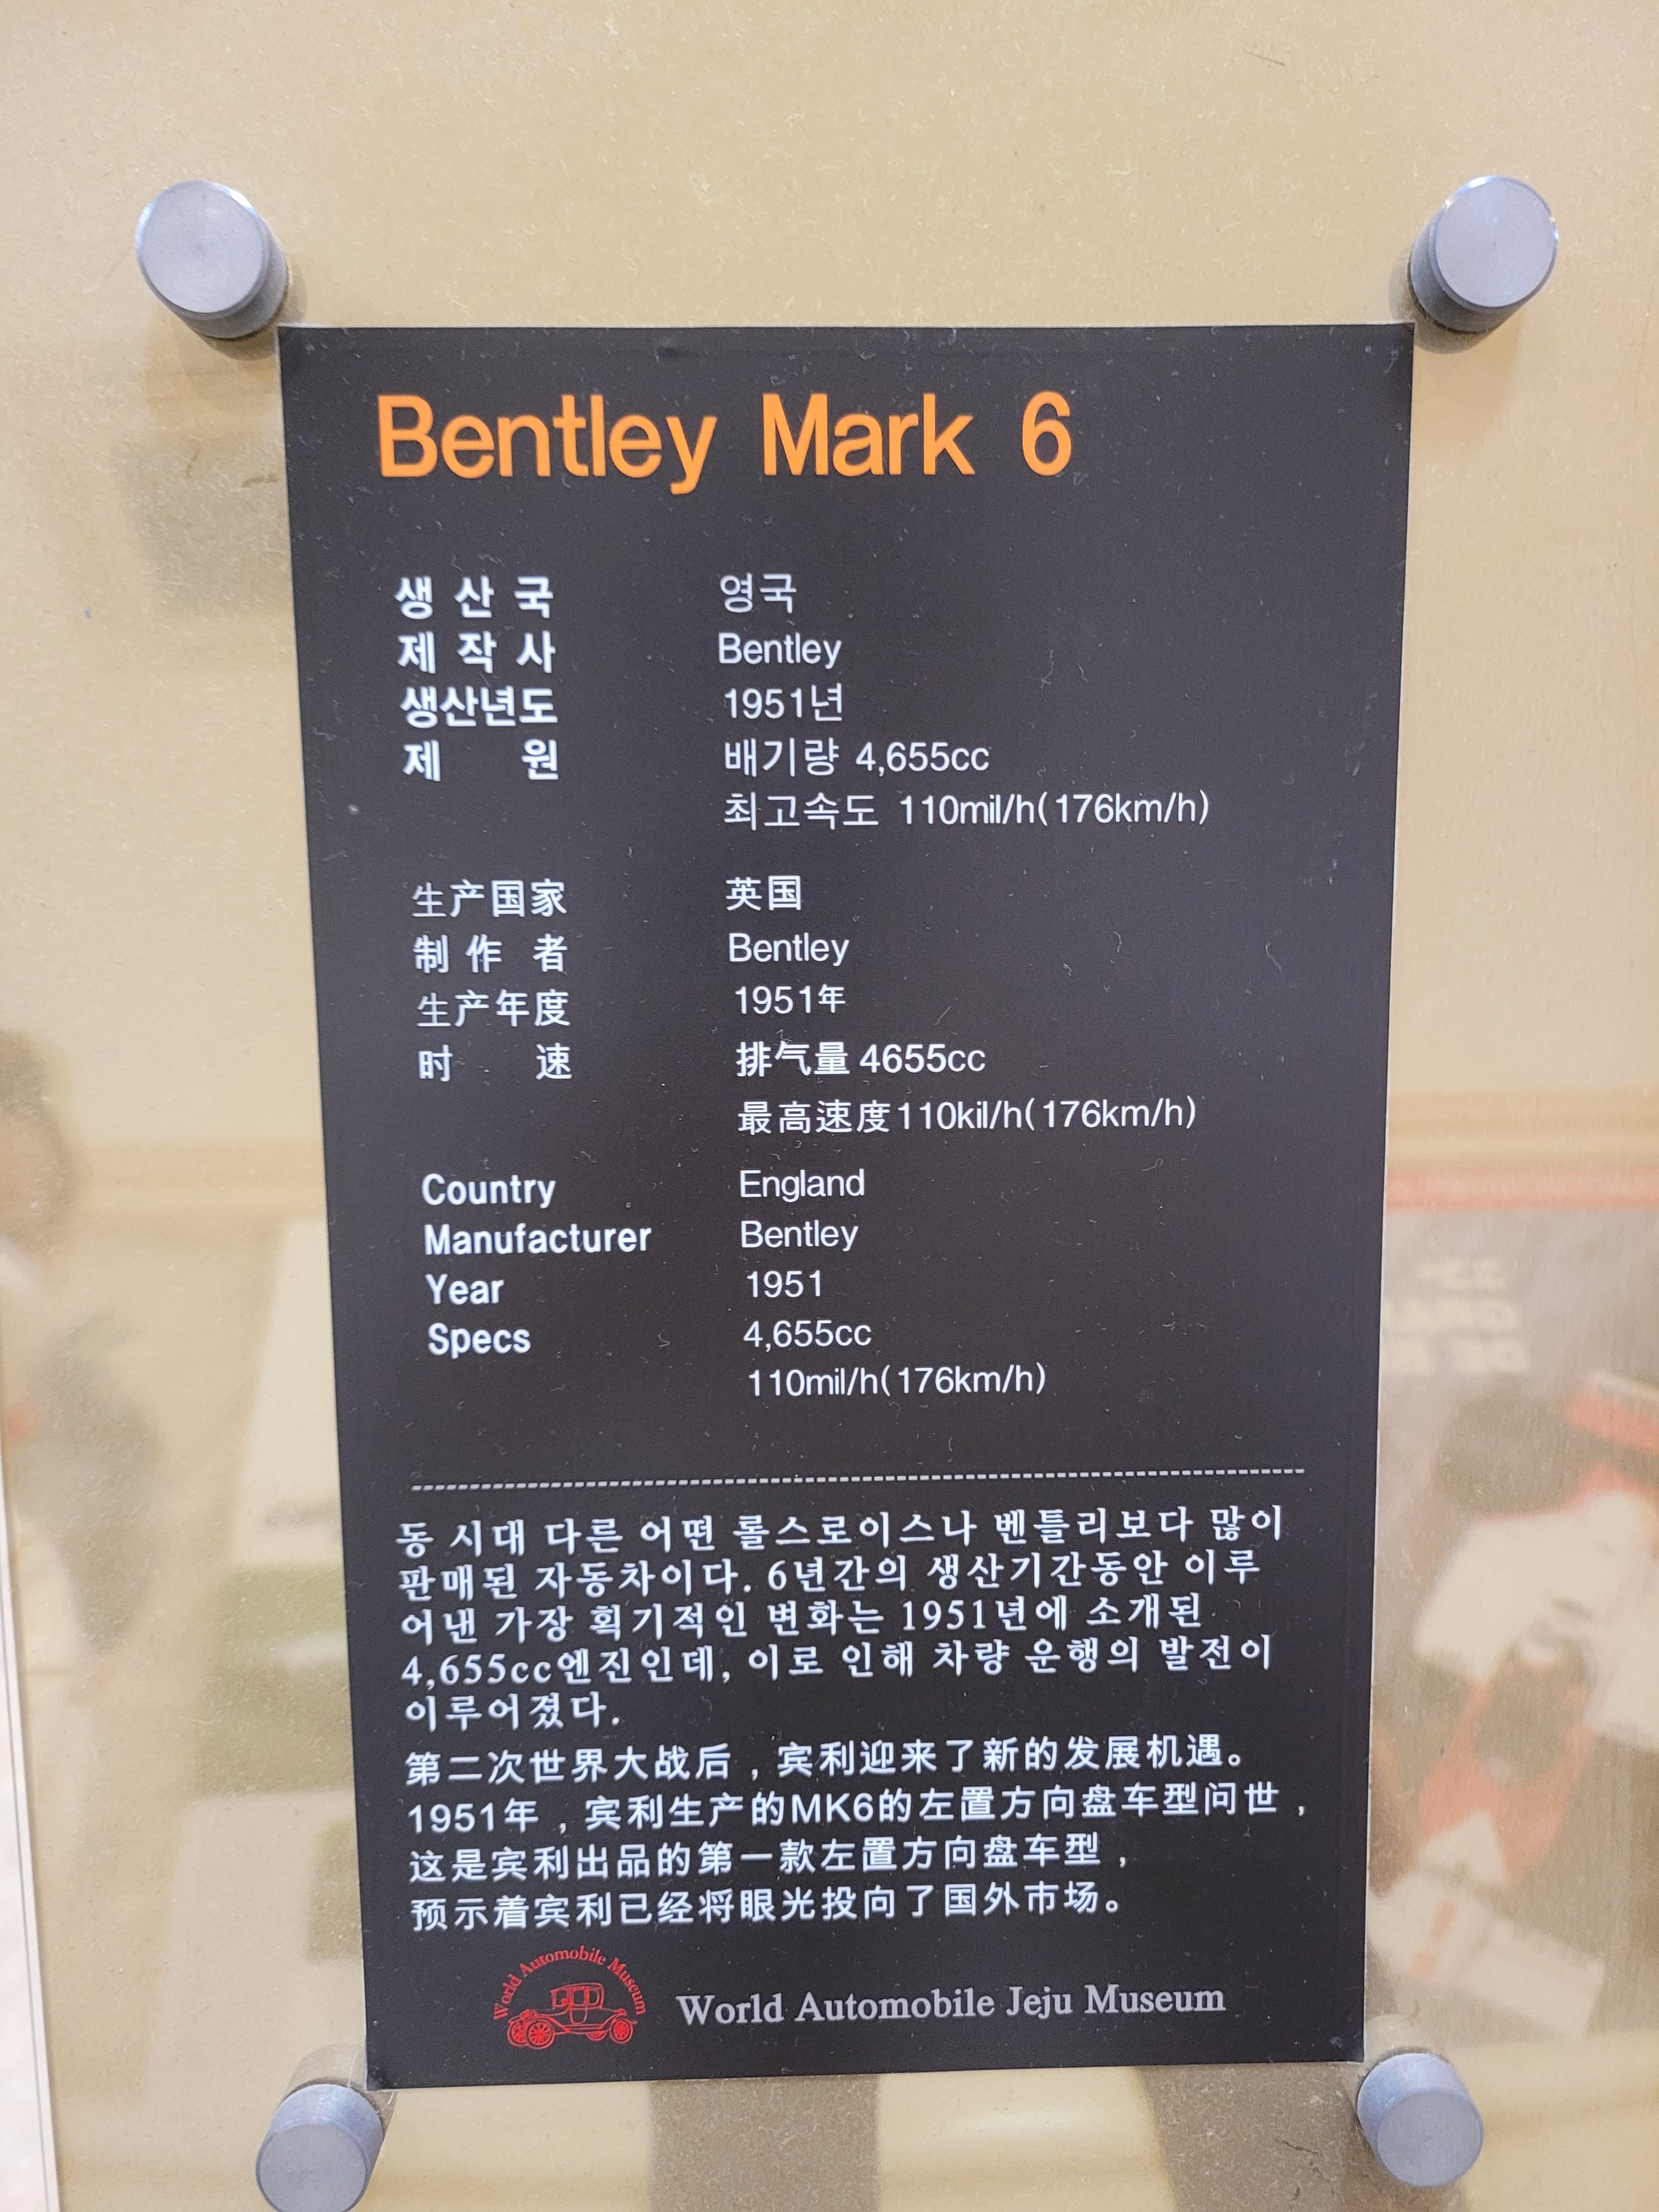 Bentley Mark 6
생 산 국 영국
제 작 사 Bentley
생산년도 1951년
제 원 배기량 4,655cc
최고속도 110mil/h(176km/h)
生产国家 英国
制 作 者 Bentley
生产年度 1951年
时 速 排气量 4655cc
最高速度110kil/h(176km/h)
Country England
Manufacturer Bentley
Year 1951
Specs 4,655cc
110mil/h(176km/h)
동 시대 다른 어떤 롤스로이스나 벤틀리보다 많이
판매된 자동차이다. 6년간의 생산기간동안 이루
어낸 가장 획기적인 변화는 1951년에 소개된
4,655cc엔진인데, 이로 인해 차량 운행의 발전이
이루어졌다.
第二次世界大战后，宾利迎来了新的发展机遇。
1951年，宾利生产的MK6的左置方向盘车型问世，
这是宾利出品的第一款左置方向盘车型，
预示着宾利已经将眼光投向了国外市场。
World Automobile Museum
World Automobile Jeju Museum